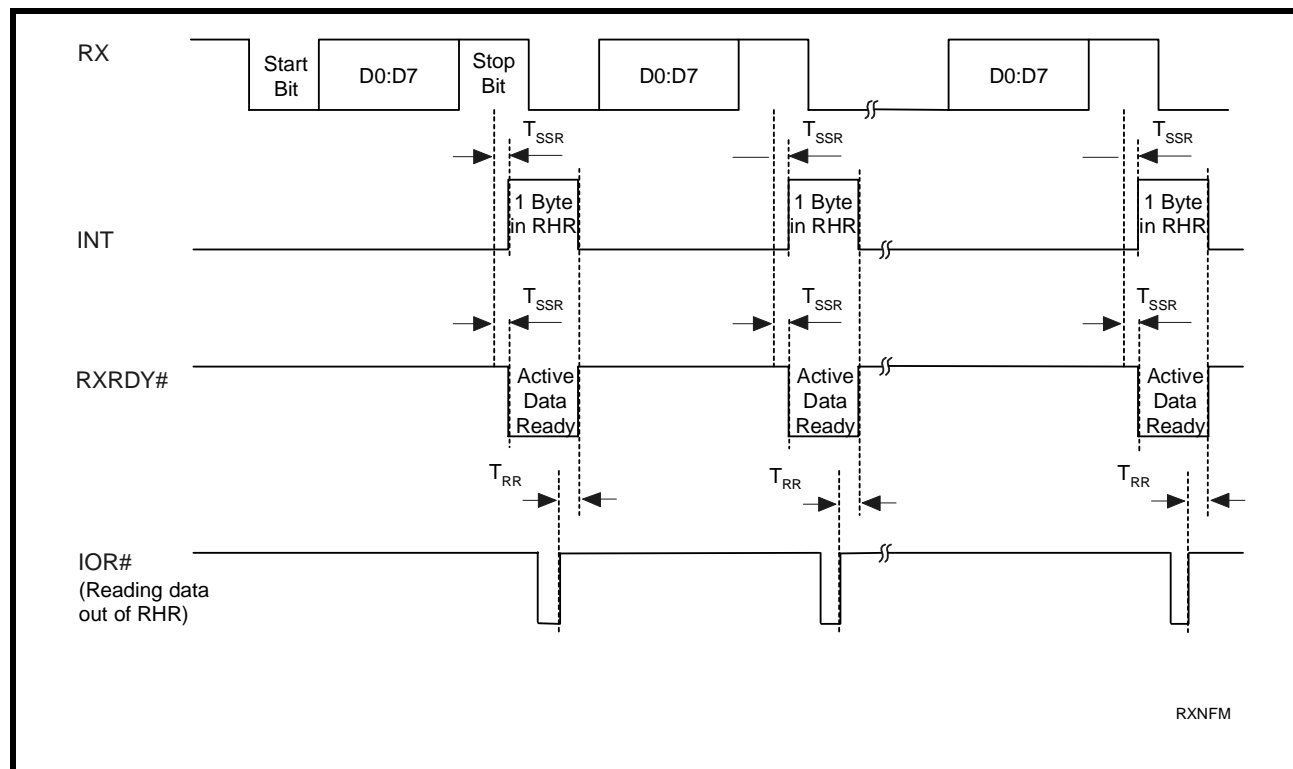 RX
Start
Bit
D0:D7
Stop
Bit
D0:D7
D0:D7
TSSR
TSSR
TSSR
INT
1 Byte
in RHR
1 Byte
in RHR
1 Byte
in RHR
TSSR
TSSR
TSSR
RXRDY#
Active
Data
Ready
Active
Data
Ready
Active
Data
Ready
TRR
TRR
TRR
IOR#
(Reading data
out of RHR)
RXNFM